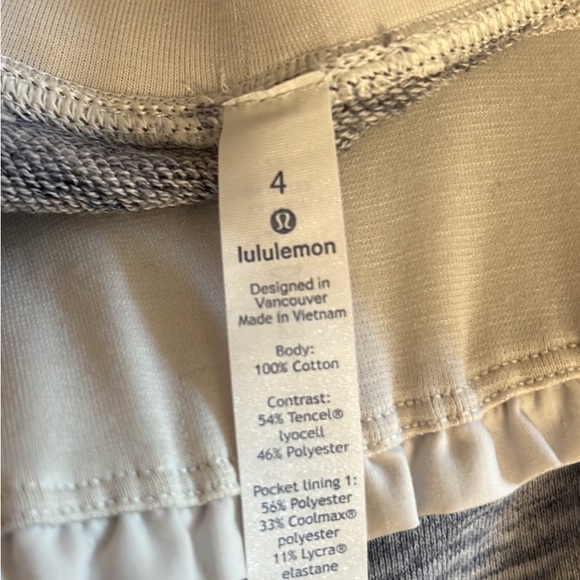 4
lululemon
Designed in
Vancouver
Made in Vietnam
Body:
100% Cotton
Contrast:
54% Tencel®
lyocell
46% Polyester
Pocket lining 1:
56% Polyester
33% Coolmax®
polyester
11% Lycra®
elastane